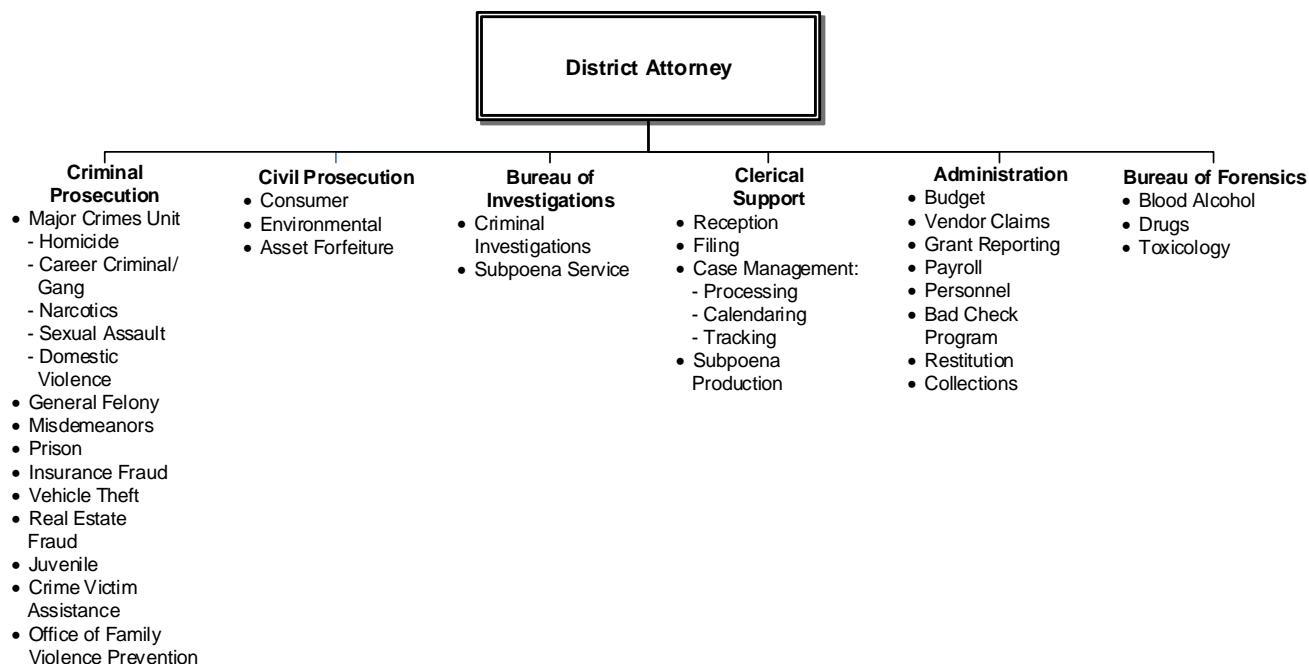 District Attorney
Criminal
Prosecution
• Major Crimes Unit
- Homicide
- Career Criminal/
Gang
- Narcotics
- Sexual Assault
- Domestic
Violence
• General Felony
• Misdemeanors
• Prison
• Insurance Fraud
• Vehicle Theft
• Real Estate
Fraud
• Juvenile
• Crime Victim
Assistance
• Office of Family
Violence Prevention
Civil Prosecution
• Consumer
• Environmental
• Asset Forfeiture
Bureau of
Investigations
• Criminal
Investigations
• Subpoena Service
Clerical
Support
• Reception
• Filing
• Case Management:
- Processing
- Calendaring
- Tracking
• Subpoena
Production
Administration
• Budget
• Vendor Claims
• Grant Reporting
• Payroll
• Personnel
• Bad Check
Program
• Restitution
• Collections
Bureau of Forensics
• Blood Alcohol
• Drugs
• Toxicology